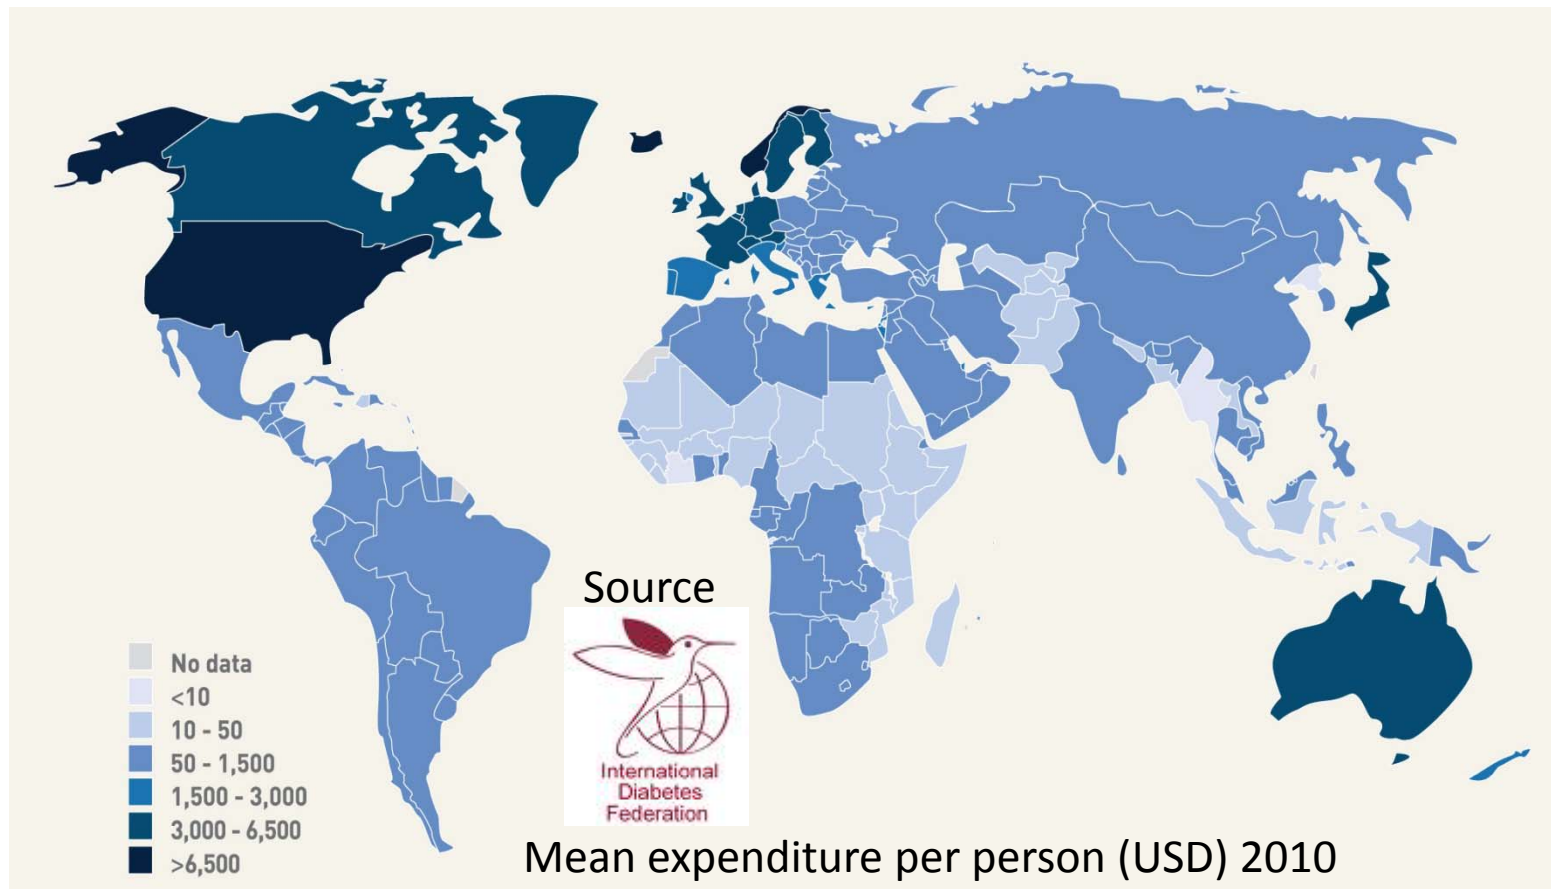 Source
International
Diabetes
Federation
No data
<10
10 - 50
50 - 1,500
1,500 - 3,000
3,000 - 6,500
>6,500
Mean expenditure per person (USD) 2010